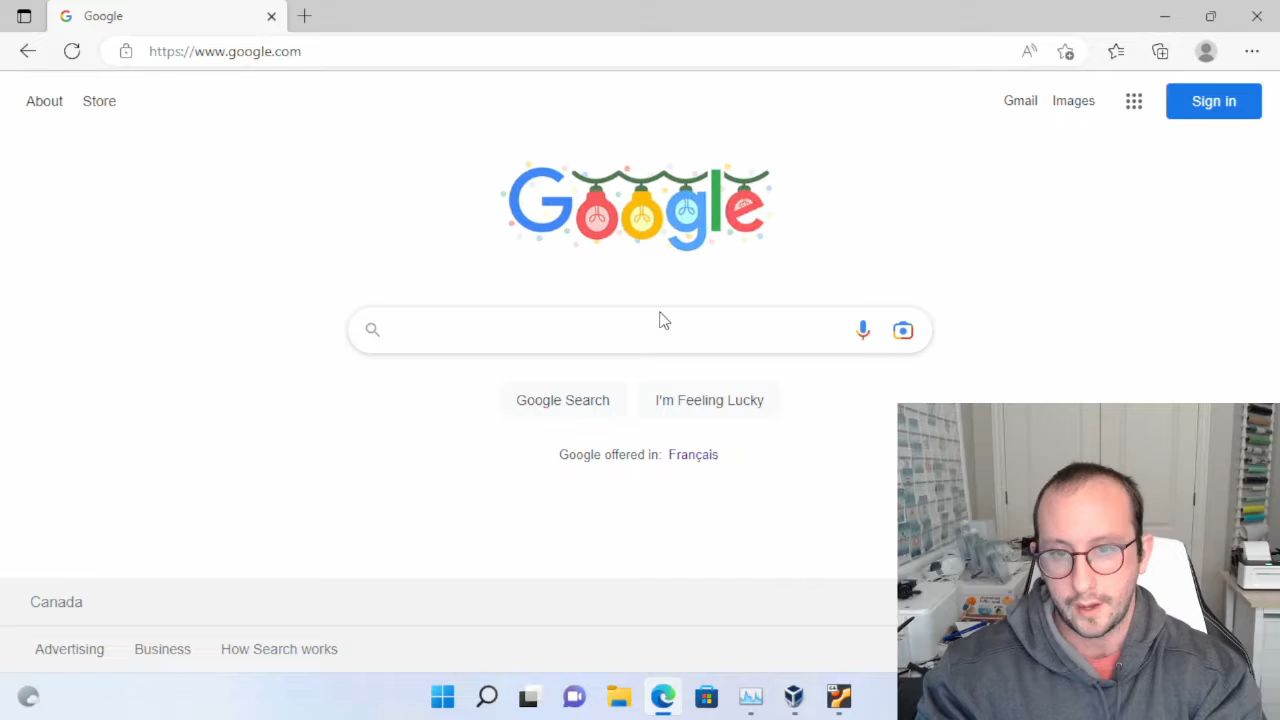 Google
https://www.google.com
About Store
Gmail Images Sign in
Google
Google Search I'm Feeling Lucky
Google offered in: Français
Canada
Advertising Business How Search works